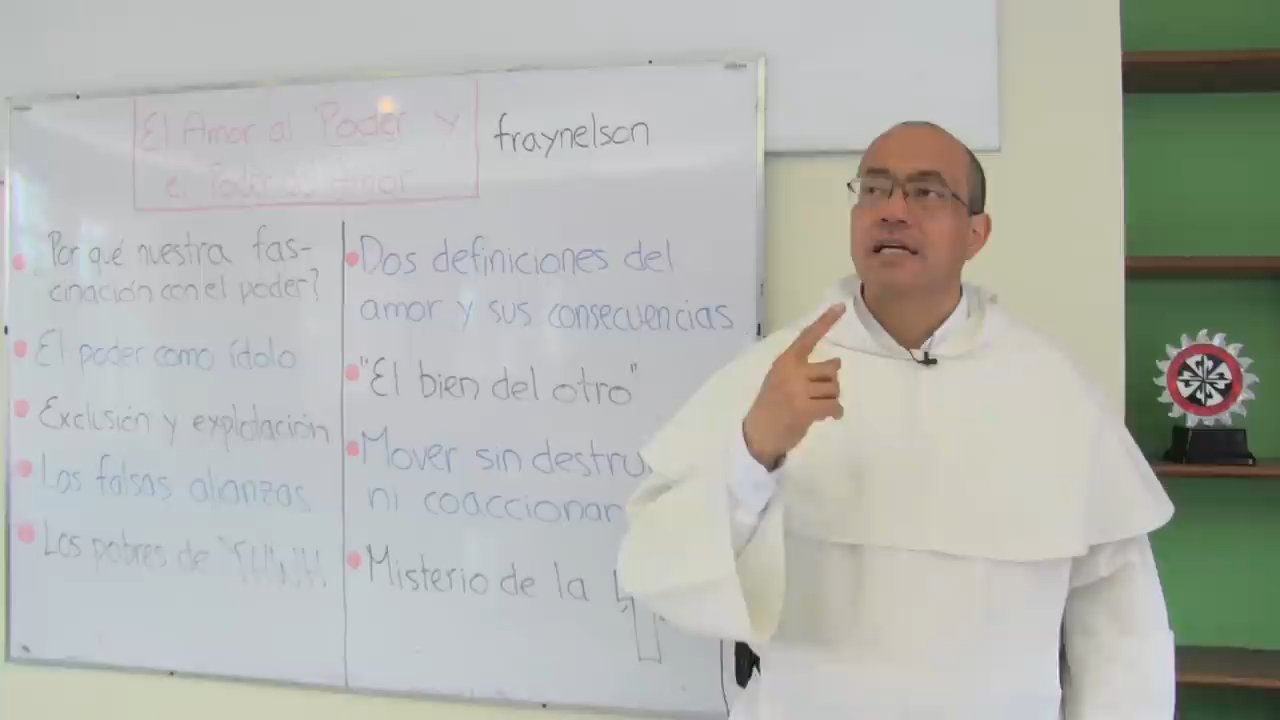 El Amor al Poder y
el Poder del Amor
fraynelson
Por qué nuestra fas-
cinación con el poder?
El poder como ídolo
Exclusión y explotación
Las falsas alianzas
Los pobres de YHWH
Dos definiciones del
amor y sus consecuencias
"El bien del otro"
Mover sin destru
ni coaccionar
Misterio de la